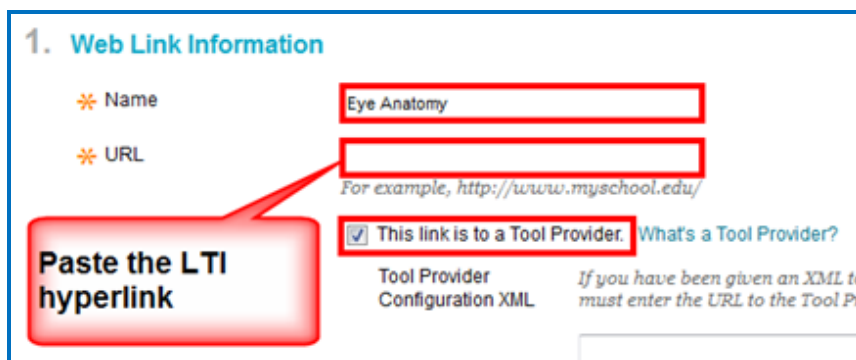 1. Web Link Information
Name
Eye Anatomy
URL
For example, http://www.myschool.edu/
This link is to a Tool Provider. What's a Tool Provider?
Paste the LTI
hyperlink
Tool Provider
Configuration XML
If you have been given an XML
must enter the URL to the Tool